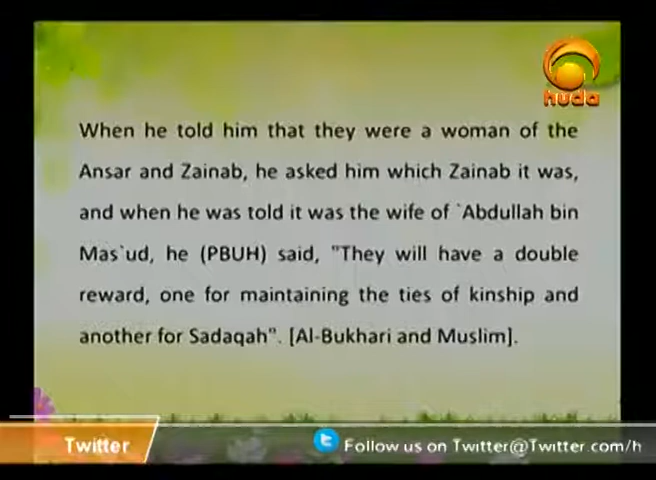 huda
When he told him that they were a woman of the
Ansar and Zainab, he asked him which Zainab it was,
and when he was told it was the wife of `Abdullah bin
Mas`ud, he (PBUH) said, "They will have a double
reward, one for maintaining the ties of kinship and
another for Sadaqah". [Al-Bukhari and Muslim].
Twitter
Follow us on Twitter@Twitter.com/h